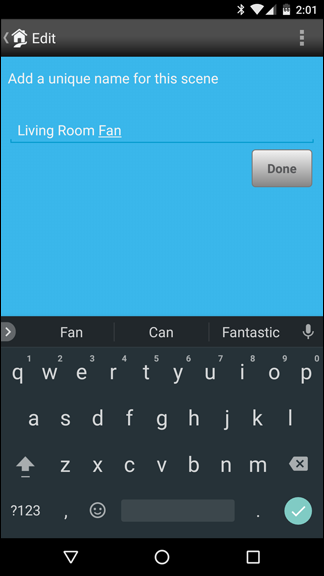 2:01
Edit
Add a unique name for this scene
Living Room Fan
Done
Fan Can Fantastic
1 2 3 4 5 6 7 8 9 0
q w e r t y u i o p
a s d f g h j k l
z x c v b n m
?123 , .